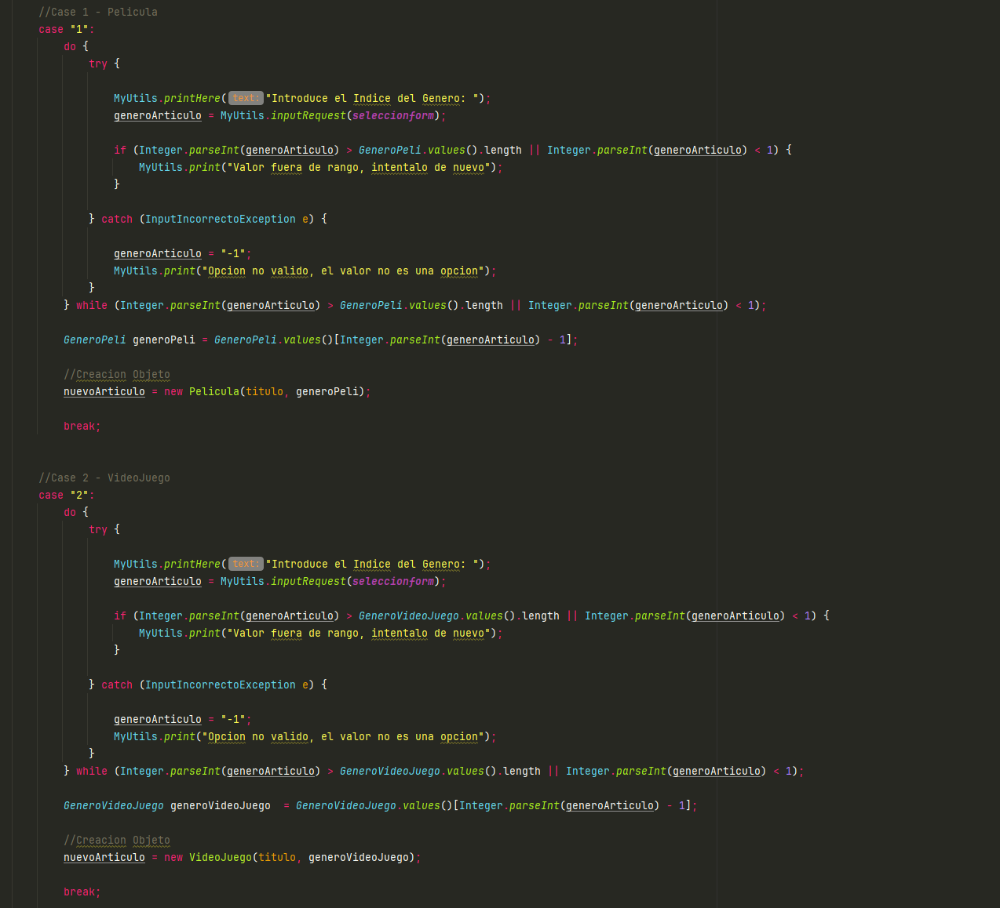 //Case 1 - Pelicula
case "1":
do {
try {
MyUtils.printHere( text: "Introduce el Indice del Genero: ");
generoArticulo = MyUtils.inputRequest(seleccionform);
if (Integer.parseInt(generoArticulo) > GeneroPeli.values().length || Integer.parseInt(generoArticulo) < 1) {
MyUtils.print("Valor fuera de rango, intentalo de nuevo");
}
} catch (InputIncorrectoException e) {
generoArticulo = "-1";
MyUtils.print("Opcion no valido, el valor no es una opcion");
}
} while (Integer.parseInt(generoArticulo) > GeneroPeli.values().length || Integer.parseInt(generoArticulo) < 1);
GeneroPeli generoPeli = GeneroPeli.values()[Integer.parseInt(generoArticulo) - 1];
//Creacion Objeto
nuevoArticulo = new Pelicula(titulo, generoPeli);
break;
//Case 2 - VideoJuego
case "2":
do {
try {
MyUtils.printHere( text: "Introduce el Indice del Genero: ");
generoArticulo = MyUtils.inputRequest(seleccionform);
if (Integer.parseInt(generoArticulo) > GeneroVideoJuego.values().length || Integer.parseInt(generoArticulo) < 1) {
MyUtils.print("Valor fuera de rango, intentalo de nuevo");
}
} catch (InputIncorrectoException e) {
generoArticulo = "-1";
MyUtils.print("Opcion no valido, el valor no es una opcion");
}
} while (Integer.parseInt(generoArticulo) > GeneroVideoJuego.values().length || Integer.parseInt(generoArticulo) < 1);
GeneroVideoJuego generoVideoJuego  = GeneroVideoJuego.values()[Integer.parseInt(generoArticulo) - 1];
//Creacion Objeto
nuevoArticulo = new VideoJuego(titulo, generoVideoJuego);
break;